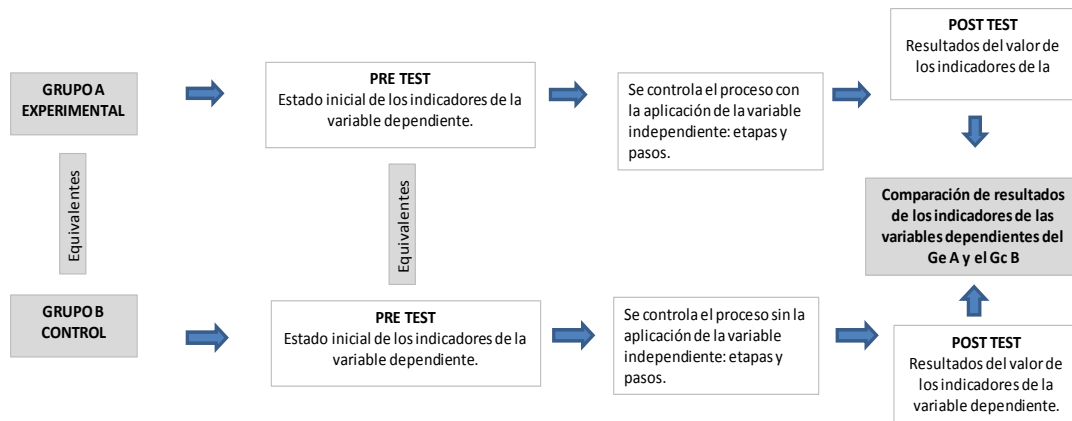 GRUPO A
EXPERIMENTAL
PRE TEST
Estado inicial de los indicadores de la
variable dependiente.
Se controla el proceso con
la aplicación de la variable
independiente: etapas y
pasos.
POST TEST
Resultados del valor de
los indicadores de la
Equivalentes
Equivalentes
Comparación de resultados
de los indicadores de las
variables dependientes del
Ge A y el Gc B
GRUPO B
CONTROL
PRE TEST
Estado inicial de los indicadores de la
variable dependiente.
Se controla el proceso sin la
aplicación de la variable
independiente: etapas y
pasos.
POST TEST
Resultados del valor de
los indicadores de la
variable dependiente.